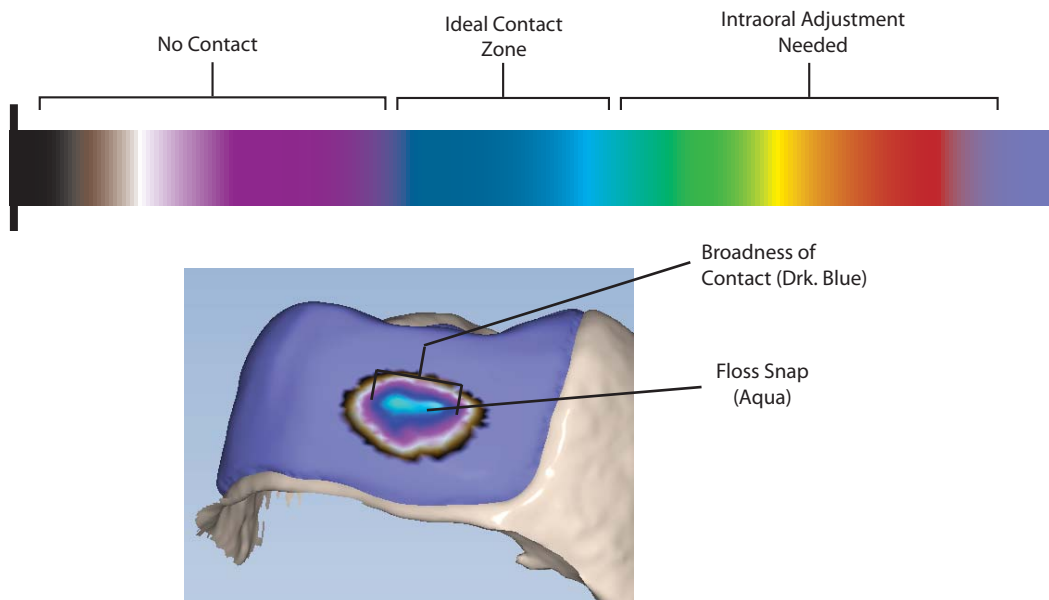 No Contact
Ideal Contact
Zone
Intraoral Adjustment
Needed
Broadness of
Contact (Drk. Blue)
Floss Snap
(Aqua)